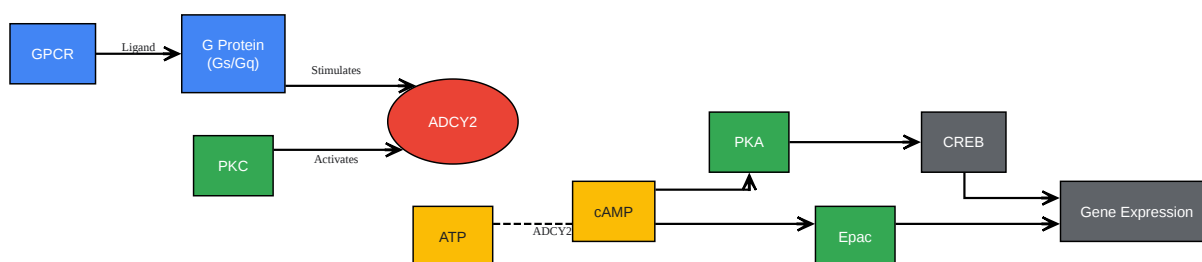 GPCR
Ligand
G Protein
(Gs/Gq)
Stimulates
ADCY2
PKC
Activates
PKA
CREB
ATP
ADCY2
cAMP
Epac
Gene Expression